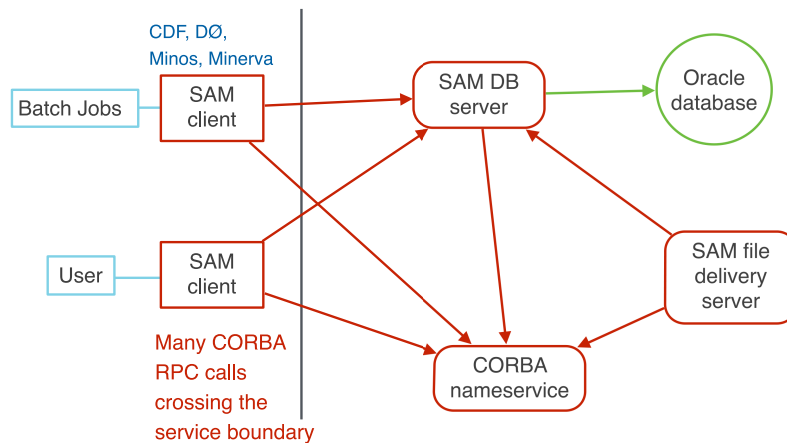 CDF, DØ,
Minos, Minerva
Batch Jobs
SAM
client
SAM DB
server
Oracle
database
User
SAM
client
SAM file
delivery
server
Many CORBA
RPC calls
crossing the
service boundary
CORBA
nameservice